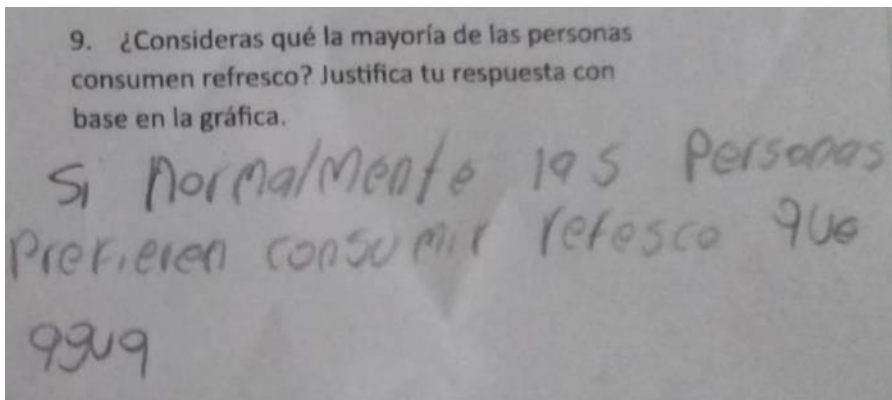 9. ¿Consideras qué la mayoría de las personas
consumen refresco? Justifica tu respuesta con
base en la gráfica.
Si normalmente las personas
Prefieren consumir refesco que
agua